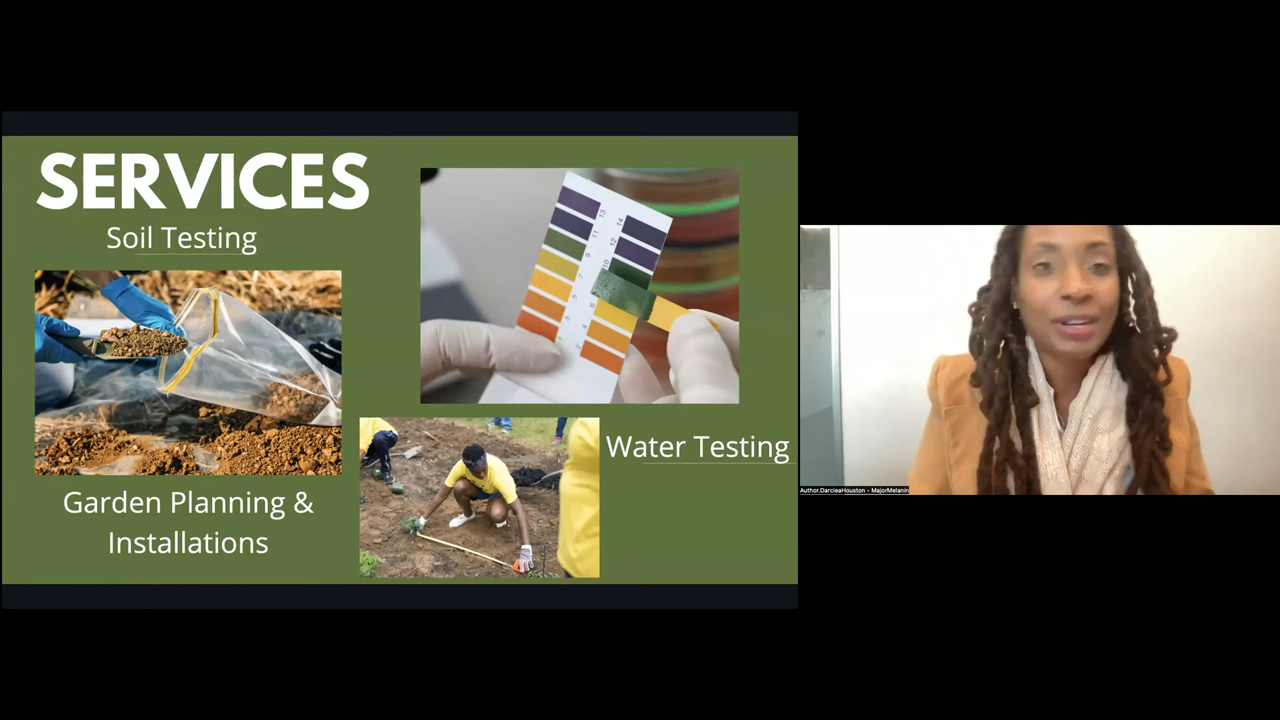 SERVICES
Soil Testing
Garden Planning &
Installations
Water Testing
Author.DarcieaHouston - MajorMelanin